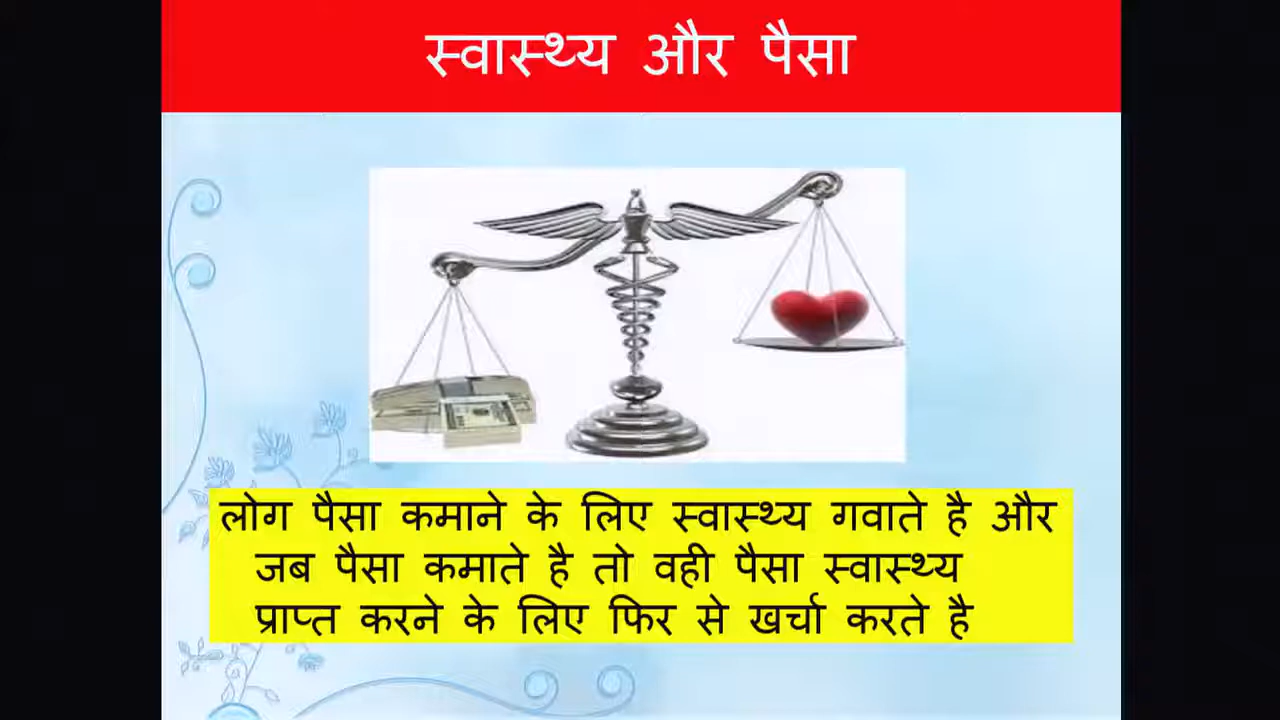 स्वास्थ्य और पैसा
लोग पैसा कमाने के लिए स्वास्थ्य गवाते है और
जब पैसा कमाते है तो वही पैसा स्वास्थ्य
प्राप्त करने के लिए फिर से खर्चा करते है